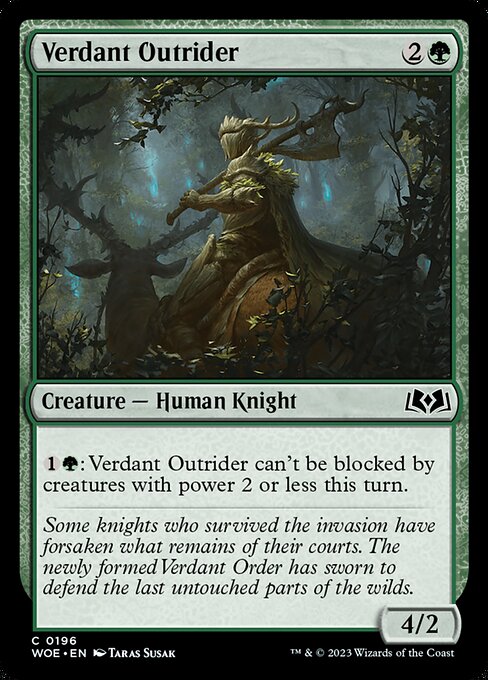 Verdant Outrider 2
Creature — Human Knight
1 : Verdant Outrider can't be blocked by
creatures with power 2 or less this turn.
Some knights who survived the invasion have
forsaken what remains of their courts. The
newly formed Verdant Order has sworn to
defend the last untouched parts of the wilds.
4/2
C 0196
WOE • EN Taras Susak
™ & © 2023 Wizards of the Coast